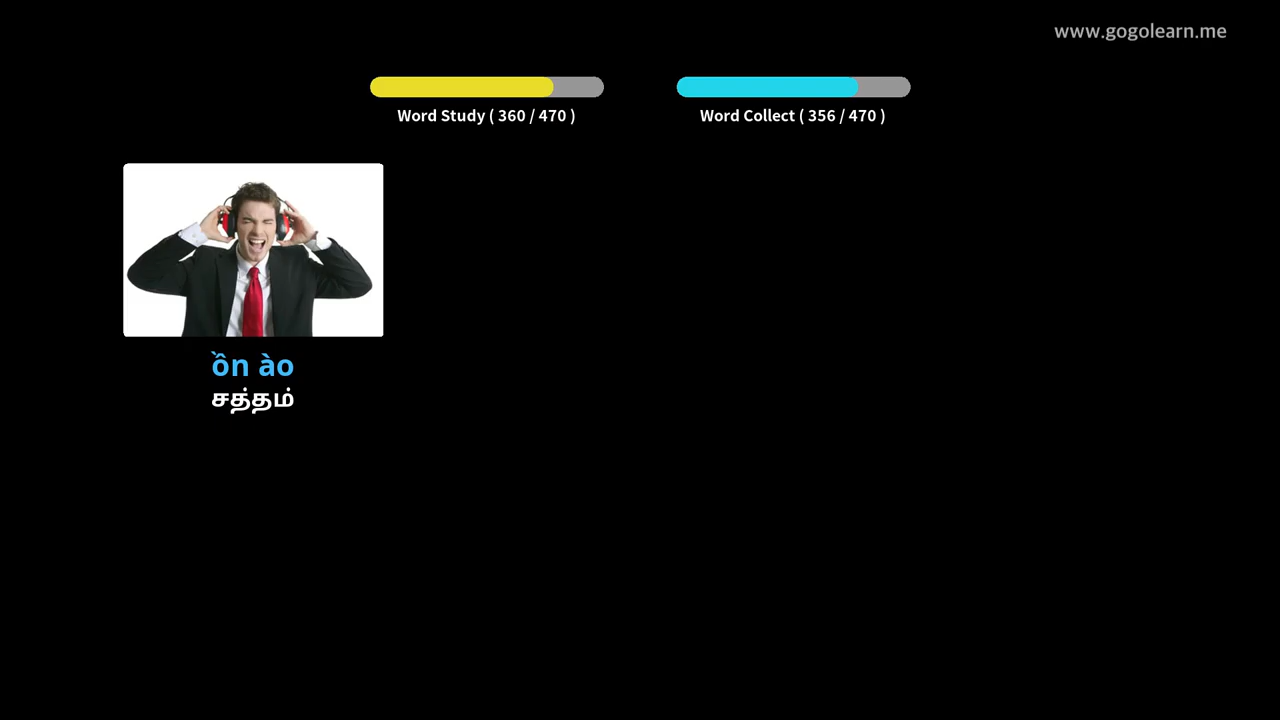 www.gogolearn.me
Word Study ( 360 / 470 )
Word Collect ( 356 / 470 )
ồn ào
சத்தம்